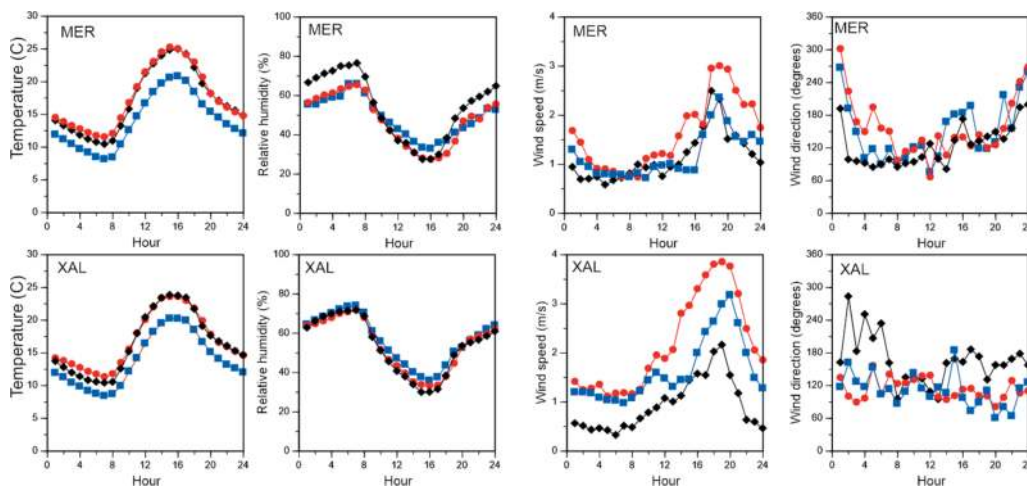 MER
Temperature (C)
30
25
20
15
10
5
0
0 4 8 12 16 20 24
Hour
MER
Relative humidity (%)
100
80
60
40
20
0
0 4 8 12 16 20 24
Hour
MER
Wind speed (m/s)
4
3
2
1
0
0 4 8 12 16 20 24
Hour
MER
Wind direction (degrees)
360
300
240
180
120
60
0
0 4 8 12 16 20 24
Hour
XAL
Temperature (C)
30
25
20
15
10
5
0
0 4 8 12 16 20 24
Hour
XAL
Relative humidity (%)
100
80
60
40
20
0
0 4 8 12 16 20 24
Hour
XAL
Wind speed (m/s)
4
3
2
1
0
0 4 8 12 16 20 24
Hour
XAL
Wind direction (degrees)
360
300
240
180
120
60
0
0 4 8 12 16 20 24
Hour